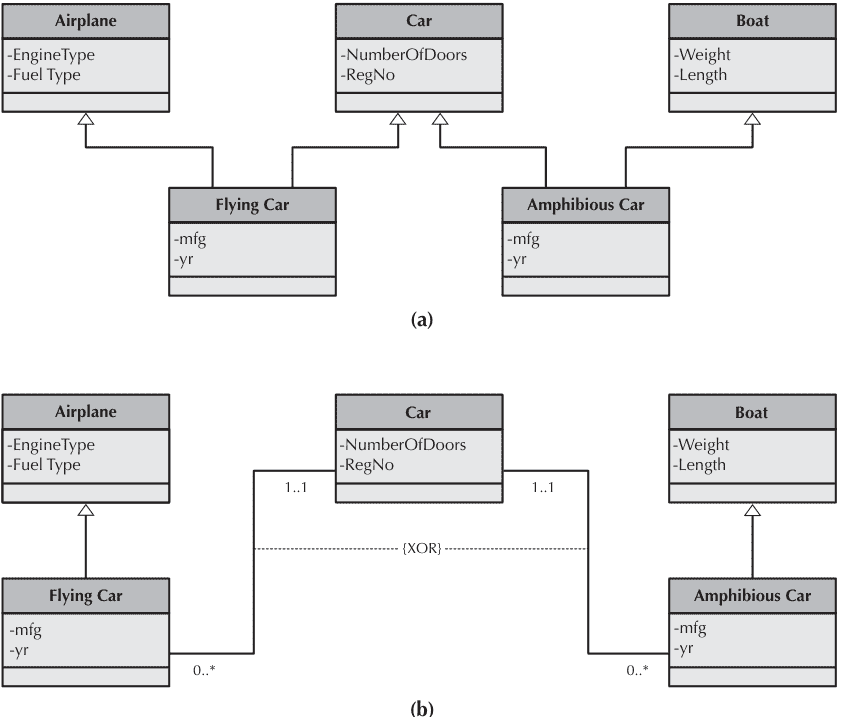 Airplane
-EngineType
-Fuel Type
Car
-NumberOfDoors
-RegNo
Boat
-Weight
-Length
Flying Car
-mfg
-yr
Amphibious Car
-mfg
-yr
(a)
Airplane
-EngineType
-Fuel Type
Car
-NumberOfDoors
-RegNo
Boat
-Weight
-Length
1..1
1..1
{XOR}
Flying Car
-mfg
-yr
Amphibious Car
-mfg
-yr
0..*
0..*
(b)